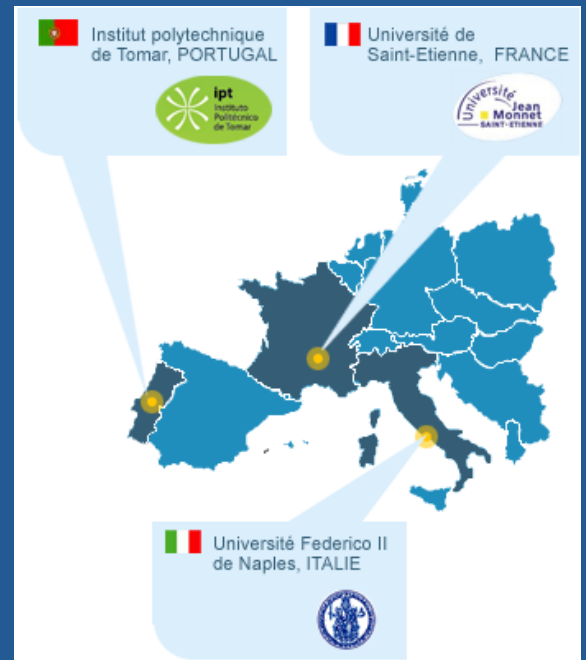 Institut polytechnique
de Tomar, PORTUGAL
ipt
Instituto
Politécnico
de Tomar
Université de
Saint-Etienne, FRANCE
Université
Jean
Monnet
SAINT-ETIENNE
Université Federico II
de Naples, ITALIE